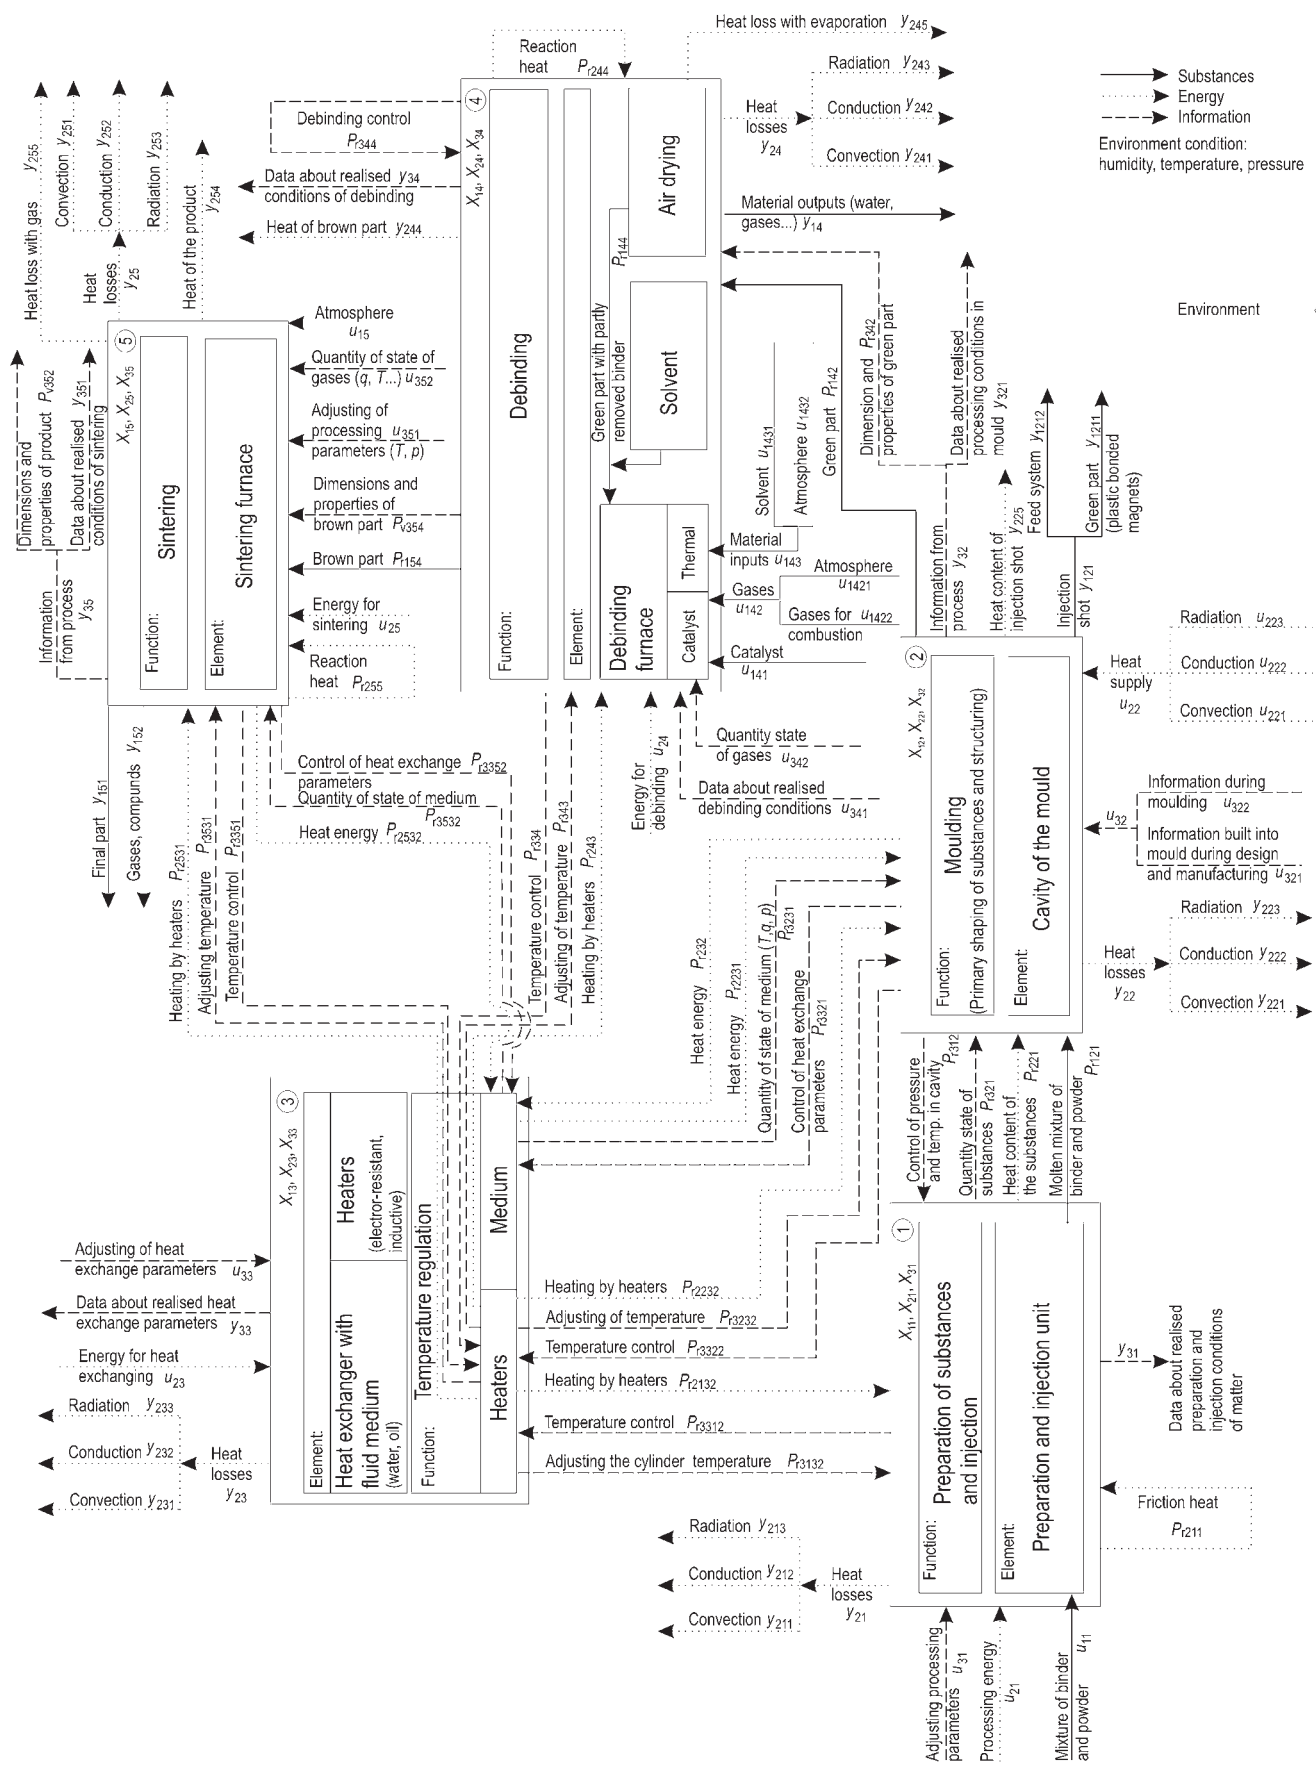 Heat loss with evaporation y245
Reaction
heat Pr244
Radiation y243
Heat
losses
y24
Conduction y242
Convection y241
Substances
Energy
Information
Environment condition:
humidity, temperature, pressure
Debinding control
Pr344
Data about realised y34
conditions of debinding
Heat of brown part y244
Material outputs (water,
gases...) y14
Environment
4
X14, X24, X34
Function:
Debinding
Element:
Air drying
Solvent
Pr144
Green part with partly
removed binder
Debinding
furnace
Thermal
Catalyst
Heat loss with gas y255
Convection y251
Conduction y252
Radiation y253
Heat
losses
y25
Heat of the product
y254
5
X15, X25, X35
Function:
Sintering
Element:
Sintering furnace
Atmosphere
u15
Quantity of state of
gases (q, T...) u352
Adjusting of
processing u351
parameters (T, p)
Dimensions and
properties of
brown part Pv354
Brown part Pr154
Energy for
sintering u25
Reaction
heat Pr255
Dimensions and
properties of product Pv352
Data about realised y351
conditions of sintering
Information
from process
y35
Final part y151
Gases, compunds y152
Solvent u1431
Atmosphere u1432
Green part Pr142
Material
inputs u143
Gases
u142
Atmosphere
u1421
Gases for u1422
combustion
Catalyst
u141
Quantity state
of gases u342
Data about realised
debinding conditions u341
Energy for
debinding u24
Dimension and Pr342
properties of green part
Data about realised
processing conditions in
mould y321
Information from
process y32
Heat content of
injection shot y225
Feed system y1212
Green part y1211
(plastic bonded
magnets)
Injection
shot y121
2
X12, X22, X32
Function:
Moulding
(Primary shaping of substances and structuring)
Element:
Cavity of the mould
Radiation u223
Heat
supply
u22
Conduction u222
Convection u221
Information during
moulding u322
u32
Information built into
mould during design
and manufacturing u321
Radiation y223
Heat
losses
y22
Conduction y222
Convection y221
Control of heat exchange Pr3352
parameters
Quantity of state of medium
Pr3532
Heat energy Pr2532
Heating by heaters Pr2531
Adjusting temperature Pr3531
Temperature control Pr3351
Temperature control Pr334
Adjusting of temperature Pr343
Heating by heaters Pr243
Heat energy Pr232
Heat energy Pr2231
Quantity of state of medium (T,q, p)
Pr3231
Control of heat exchange
parameters Pr3321
Control of pressure
and temp. in cavity
Pr312
Quantity state of
substances Pr321
Heat content of
the substances Pr221
Molten mixture of
binder and powder
Pr121
3
X13, X23, X33
Element:
Heat exchanger with
fluid medium
(water, oil)
Heaters
(electro-resistant,
inductive)
Function:
Temperature regulation
Heaters
Medium
Adjusting of heat
exchange parameters u33
Data about realised heat
exchange parameters y33
Energy for heat
exchanging u23
Radiation y233
Conduction y232
Heat
losses
y23
Convection y231
Heating by heaters Pr2232
Adjusting of temperature Pr3232
Temperature control Pr3322
Heating by heaters Pr2132
Temperature control Pr3312
Adjusting the cylinder temperature Pr3132
1
X11, X21, X31
Function:
Preparation of substances
and injection
Element:
Preparation and injection unit
y31
Data about realised
preparation and
injection conditions
of matter
Friction heat
Pr211
Radiation y213
Conduction y212
Heat
losses
y21
Convection y211
Adjusting processing
parameters u31
Processing energy
u21
Mixture of binder
and powder u11